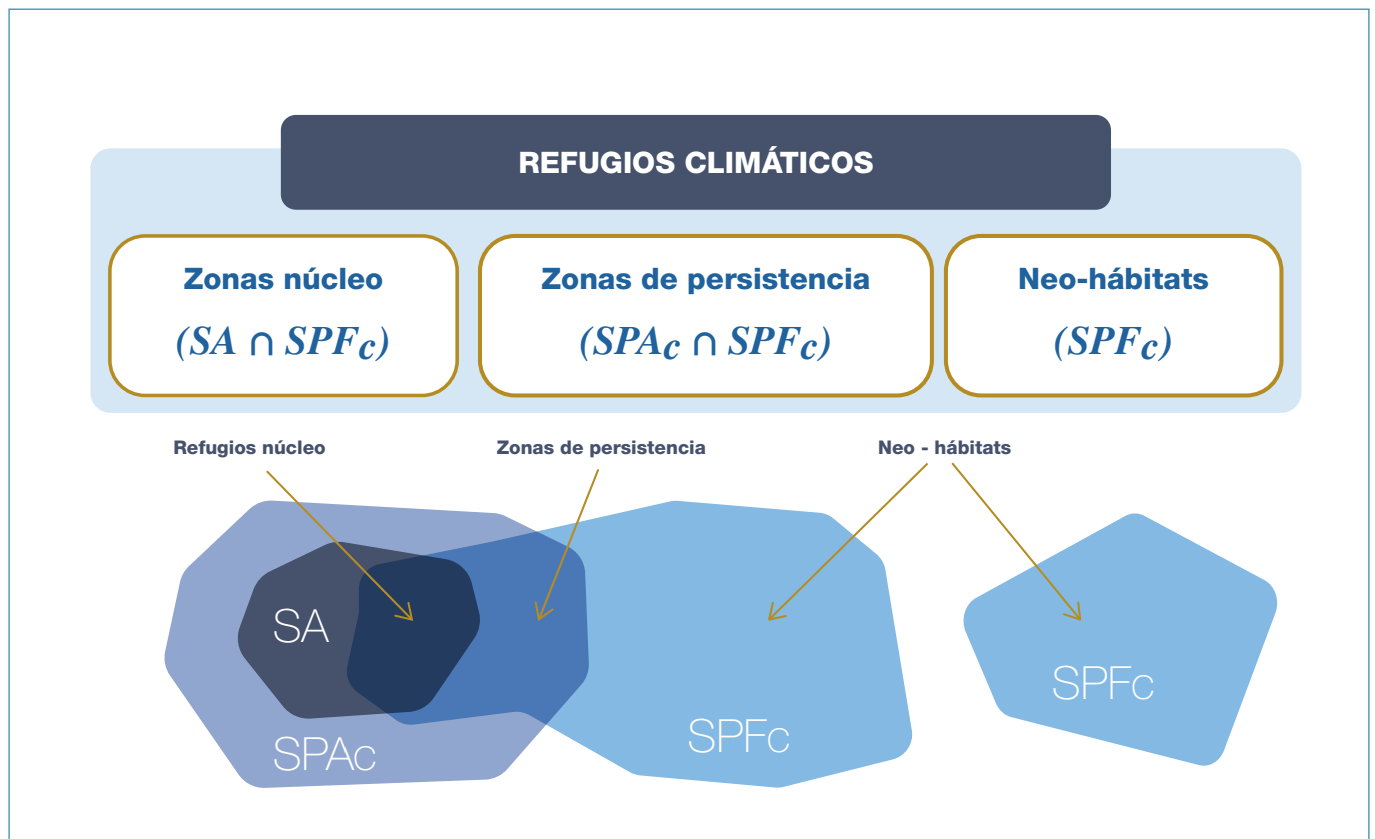 REFUGIOS CLIMÁTICOS
Zonas núcleo
(SA ∩ SPFc)
Zonas de persistencia
(SPAc ∩ SPFc)
Neo-hábitats
(SPFc)
Refugios núcleo
Zonas de persistencia
Neo - hábitats
SA
SPAc
SPFc
SPFc